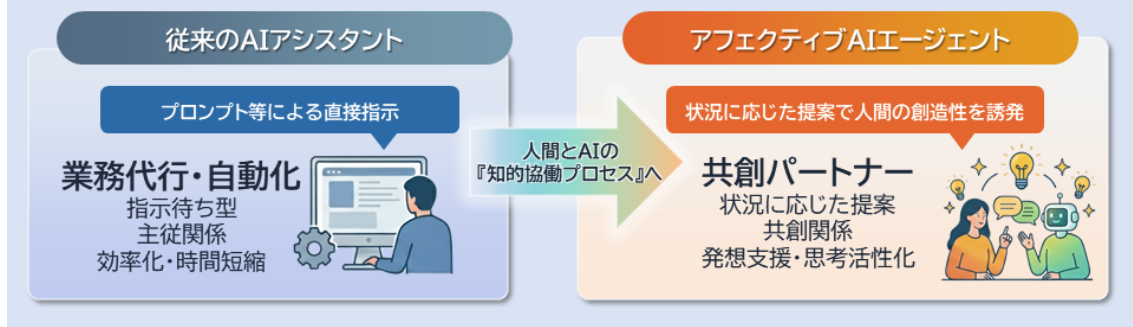 従来のAIアシスタント
プロンプト等による直接指示
業務代行・自動化
指示待ち型
主従関係
効率化・時間短縮
人間とAIの
『知的協働プロセス』へ
アフェクティブAIエージェント
状況に応じた提案で人間の創造性を誘発
共創パートナー
状況に応じた提案
共創関係
発想支援・思考活性化